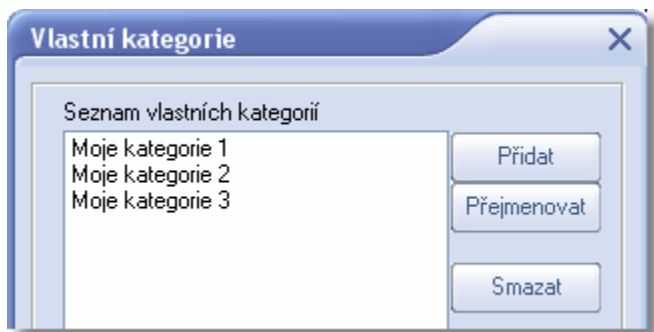 Vlastní kategorie
Seznam vlastních kategorií
Moje kategorie 1
Moje kategorie 2
Moje kategorie 3
Přidat
Přejmenovat
Smazat